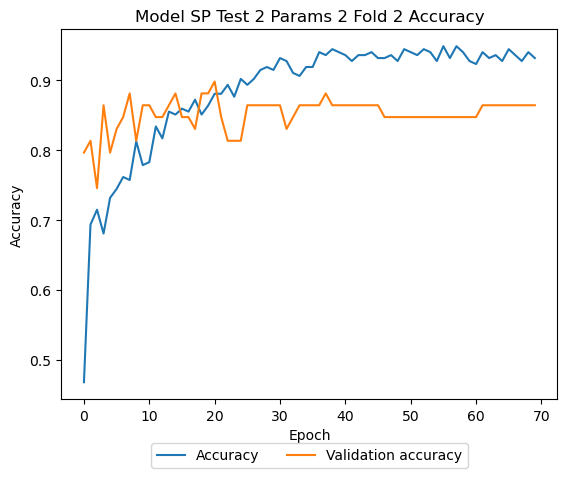 Model SP Test 2 Params 2 Fold 2 Accuracy
Accuracy
0.9
0.8
0.7
0.6
0.5
0 10 20 30 40 50 60 70
Epoch
Accuracy Validation accuracy